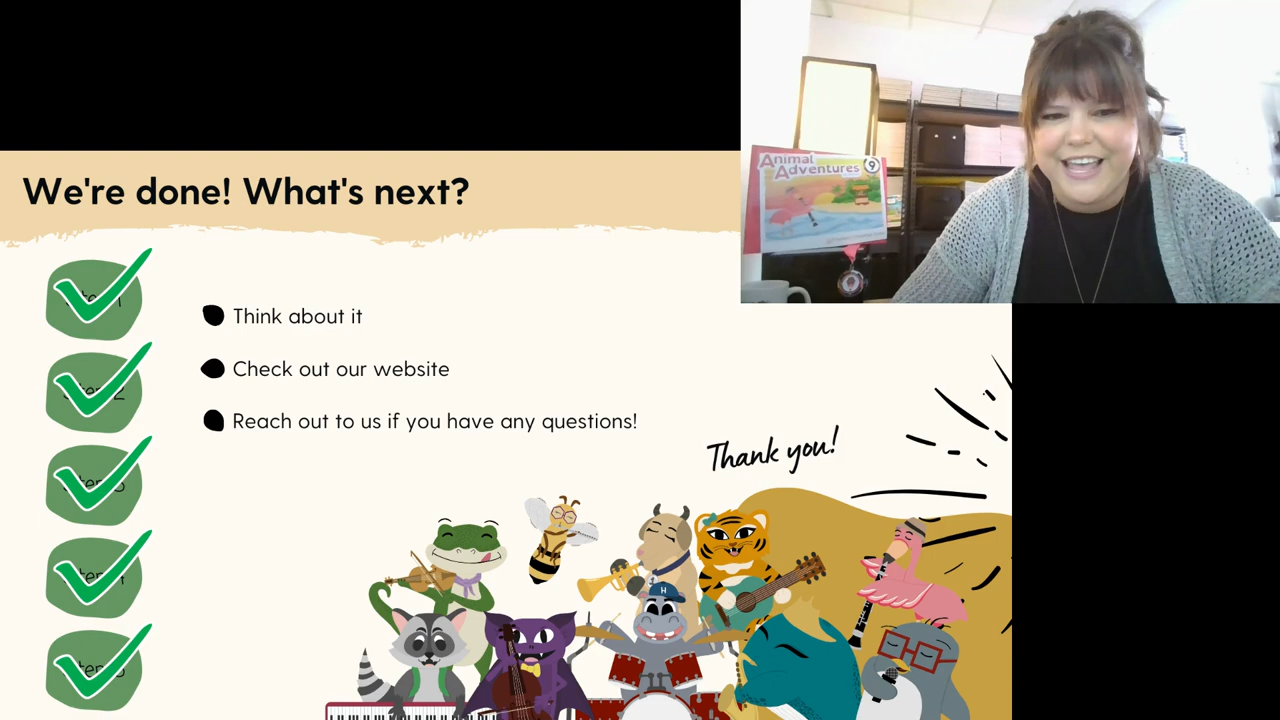 We're done! What's next?
Animal
Adventures
9
Think about it
Check out our website
Reach out to us if you have any questions!
Thank you!
H